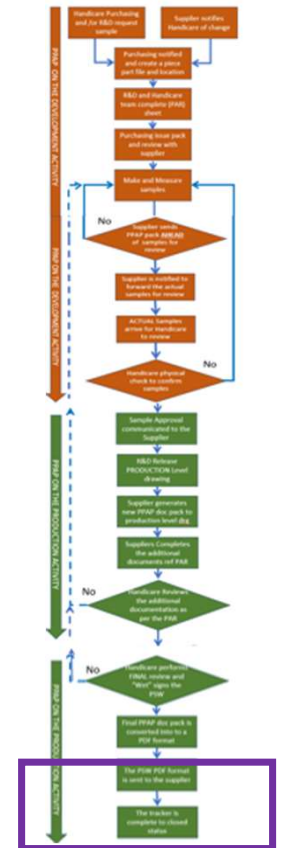 Handicare Purchasing
and/or R&D request
sample
Supplier notifies
Handicare of change
Purchasing notified
and create a piece
part file and location
R&D and Handicare
team complete (PAR)
sheet
Purchasing issue pack
and review with
supplier
Make and Measure
samples
No
Supplier sends
PPAP pack AHEAD
of samples for
review
Supplier is notified to
forward the actual
samples for review
ACTUAL Samples
arrive for Handicare
to review
No
Handicare physical
check to confirm
samples
PPAP ON THE DEVELOPMENT ACTIVITY
PPAP ON THE DEVELOPMENT ACTIVITY
Sample Approval
communicated to the
Supplier
R&D Release
PRODUCTION Level
drawing
Supplier generates
new PPAP doc pack to
production level dsg
Suppliers Completes
the additional
documents ref PAR
No
Handicare Reviews
the additional
documentation as
per the PAR
PPAP ON THE PRODUCTION ACTIVITY
No
Handicare performs
FINAL review and
signs the
PSW
Final PPAP doc pack is
converted into to a
PDF format
The PSW PDF format
is sent to the supplier
The tracker is
complete to closed
status
PPAP ON THE PRODUCTION ACTIVITY